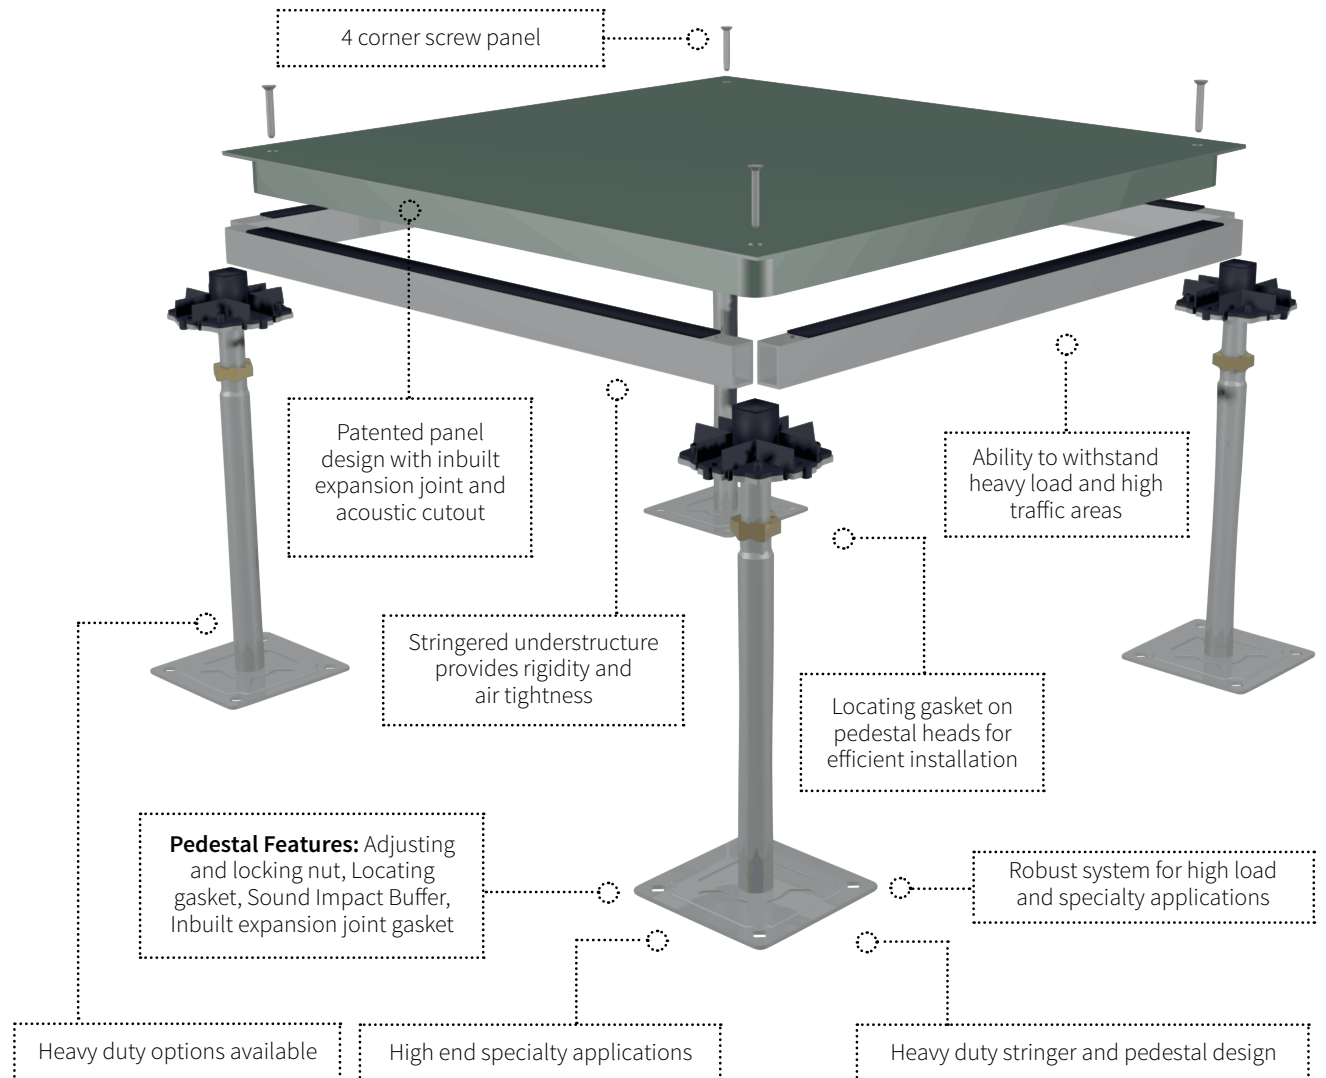 4 corner screw panel
Patented panel
design with inbuilt
expansion joint and
acoustic cutout
Ability to withstand
heavy load and high
traffic areas
Stringered understructure
provides rigidity and
air tightness
Locating gasket on
pedestal heads for
efficient installation
Pedestal Features: Adjusting
and locking nut, Locating
gasket, Sound Impact Buffer,
Inbuilt expansion joint gasket
Robust system for high load
and specialty applications
Heavy duty options available
High end specialty applications
Heavy duty stringer and pedestal design